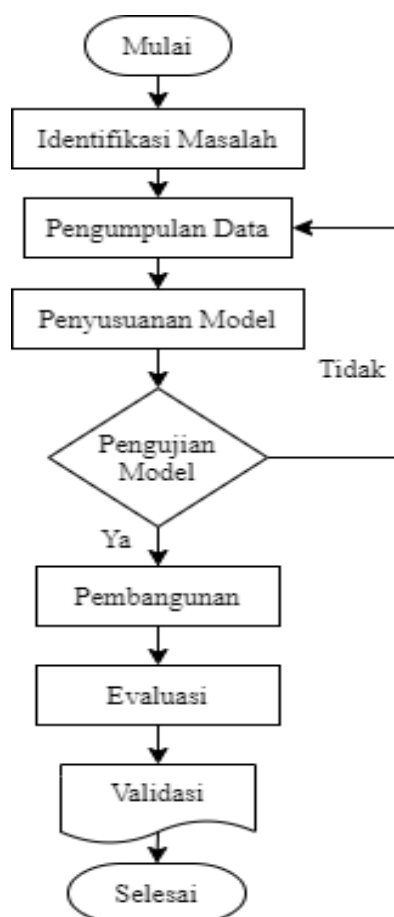 Mulai
Identifikasi Masalah
Pengumpulan Data
Penyusuanan Model
Tidak
Pengujian
Model
Ya
Pembangunan
Evaluasi
Validasi
Selesai